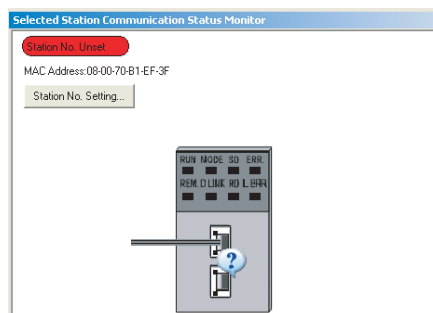 Selected Station Communication Status Monitor
Station No. Unset
MAC Address:08-00-70-B1-EF-3F
Station No. Setting...
RUN MODE SD ERR.
REM. D LINK RD L ERR.
?